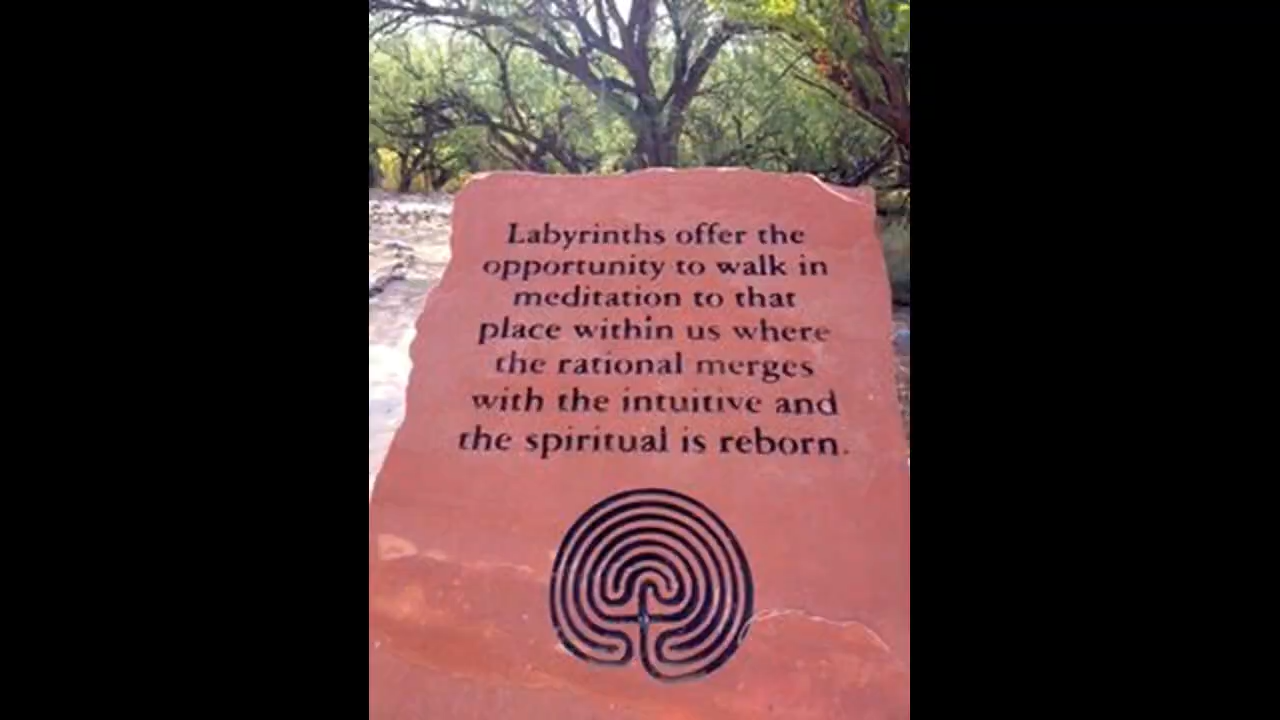 Labyrinths offer the
opportunity to walk in
meditation to that
place within us where
the rational merges
with the intuitive and
the spiritual is reborn.